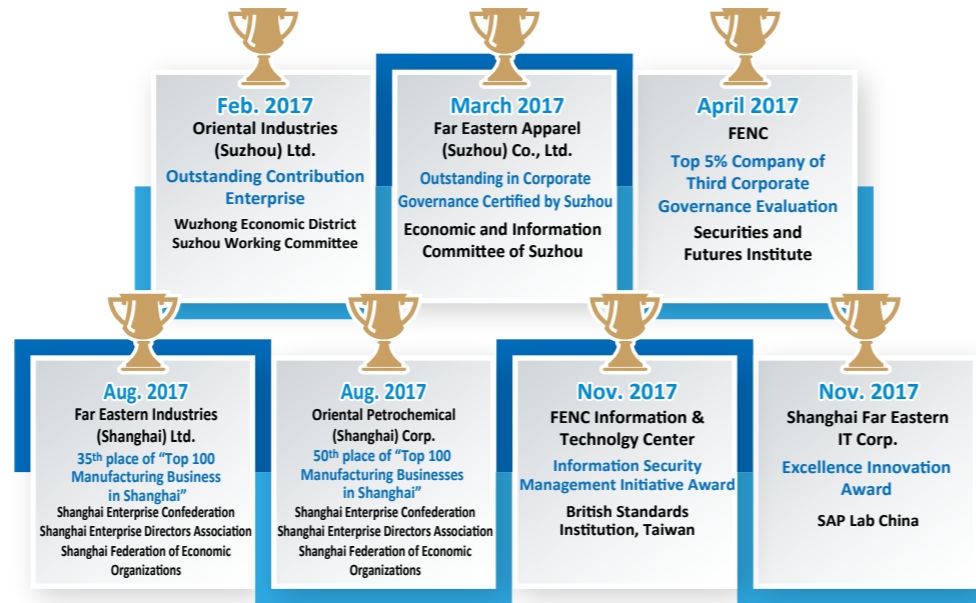 Feb. 2017
Oriental Industries
(Suzhou) Ltd.
Outstanding Contribution
Enterprise
Wuzhong Economic District
Suzhou Working Committee
March 2017
Far Eastern Apparel
(Suzhou) Co., Ltd.
Outstanding in Corporate
Governance Certified by Suzhou
Economic and Information
Committee of Suzhou
April 2017
FENC
Top 5% Company of
Third Corporate
Governance Evaluation
Securities and
Futures Institute
Aug. 2017
Far Eastern Industries
(Shanghai) Ltd.
35th place of “Top 100
Manufacturing Business
in Shanghai”
Shanghai Enterprise Confederation
Shanghai Enterprise Directors Association
Shanghai Federation of Economic
Organizations
Aug. 2017
Oriental Petrochemical
(Shanghai) Corp.
50th place of “Top 100
Manufacturing Businesses
in Shanghai”
Shanghai Enterprise Confederation
Shanghai Enterprise Directors Association
Shanghai Federation of Economic
Organizations
Nov. 2017
FENC Information &
Technolgy Center
Information Security
Management Initiative Award
British Standards
Institution, Taiwan
Nov. 2017
Shanghai Far Eastern
IT Corp.
Excellence Innovation
Award
SAP Lab China